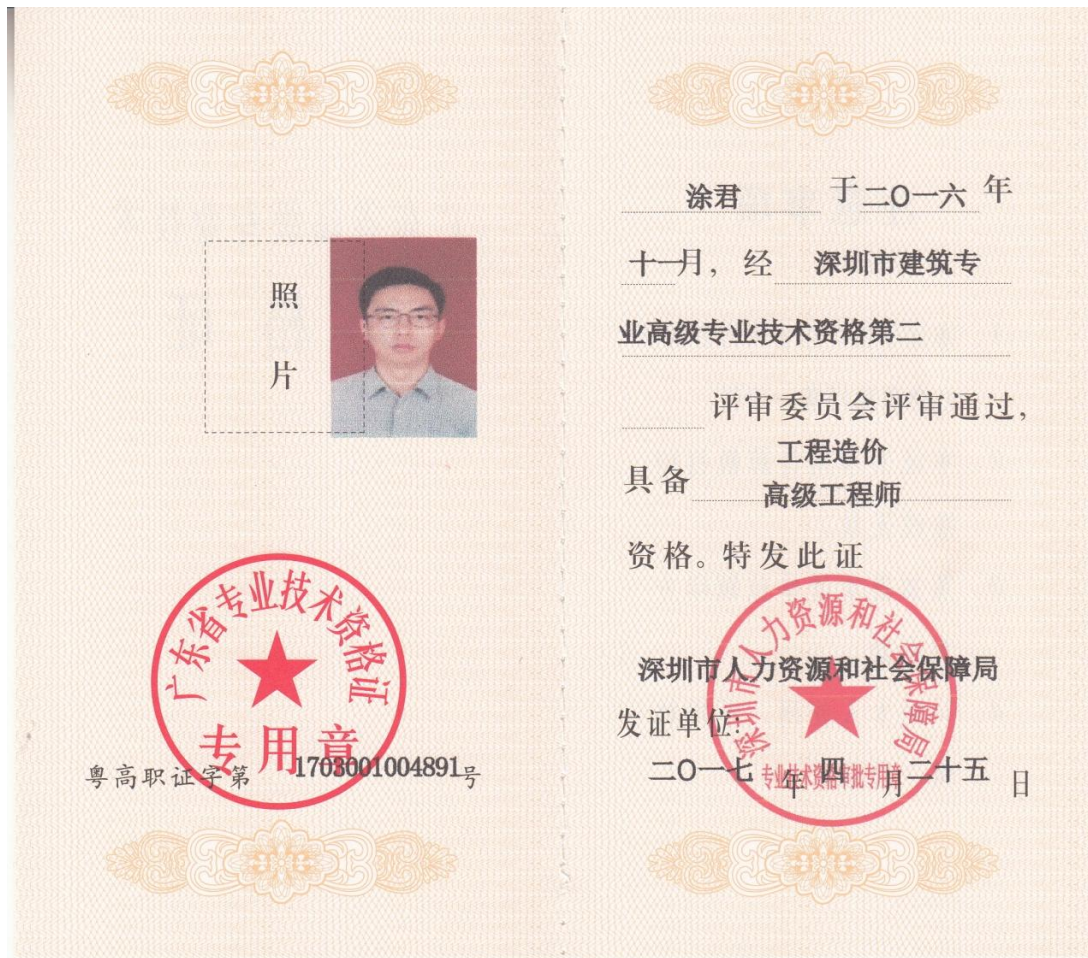 照
片
广东省专业技术资格证
专用章
粤高职证字第1703001004891号
涂君 于二〇一六年
十一月，经 深圳市建筑专
业高级专业技术资格第二
评审委员会评审通过，
工程造价
具备
高级工程师
资格。特发此证
深圳市人力资源和社会保障局
深圳市人力资源和社会保障局
发证单位：
专业技术资格审批专用章
二〇一七年四月二十五日